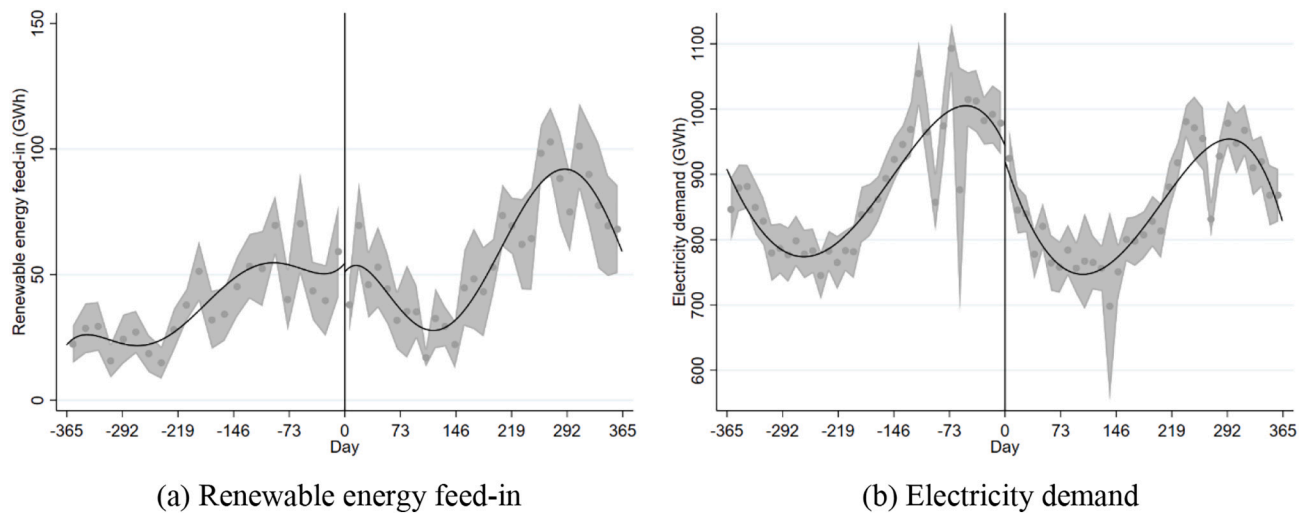 150
100
50
0
Renewable energy feed-in (GWh)
-365 -292 -219 -146 -73 0 73 146 219 292 365
Day
(a) Renewable energy feed-in
1100
1000
900
800
700
600
Electricity demand (GWh)
-365 -292 -219 -146 -73 0 73 146 219 292 365
Day
(b) Electricity demand